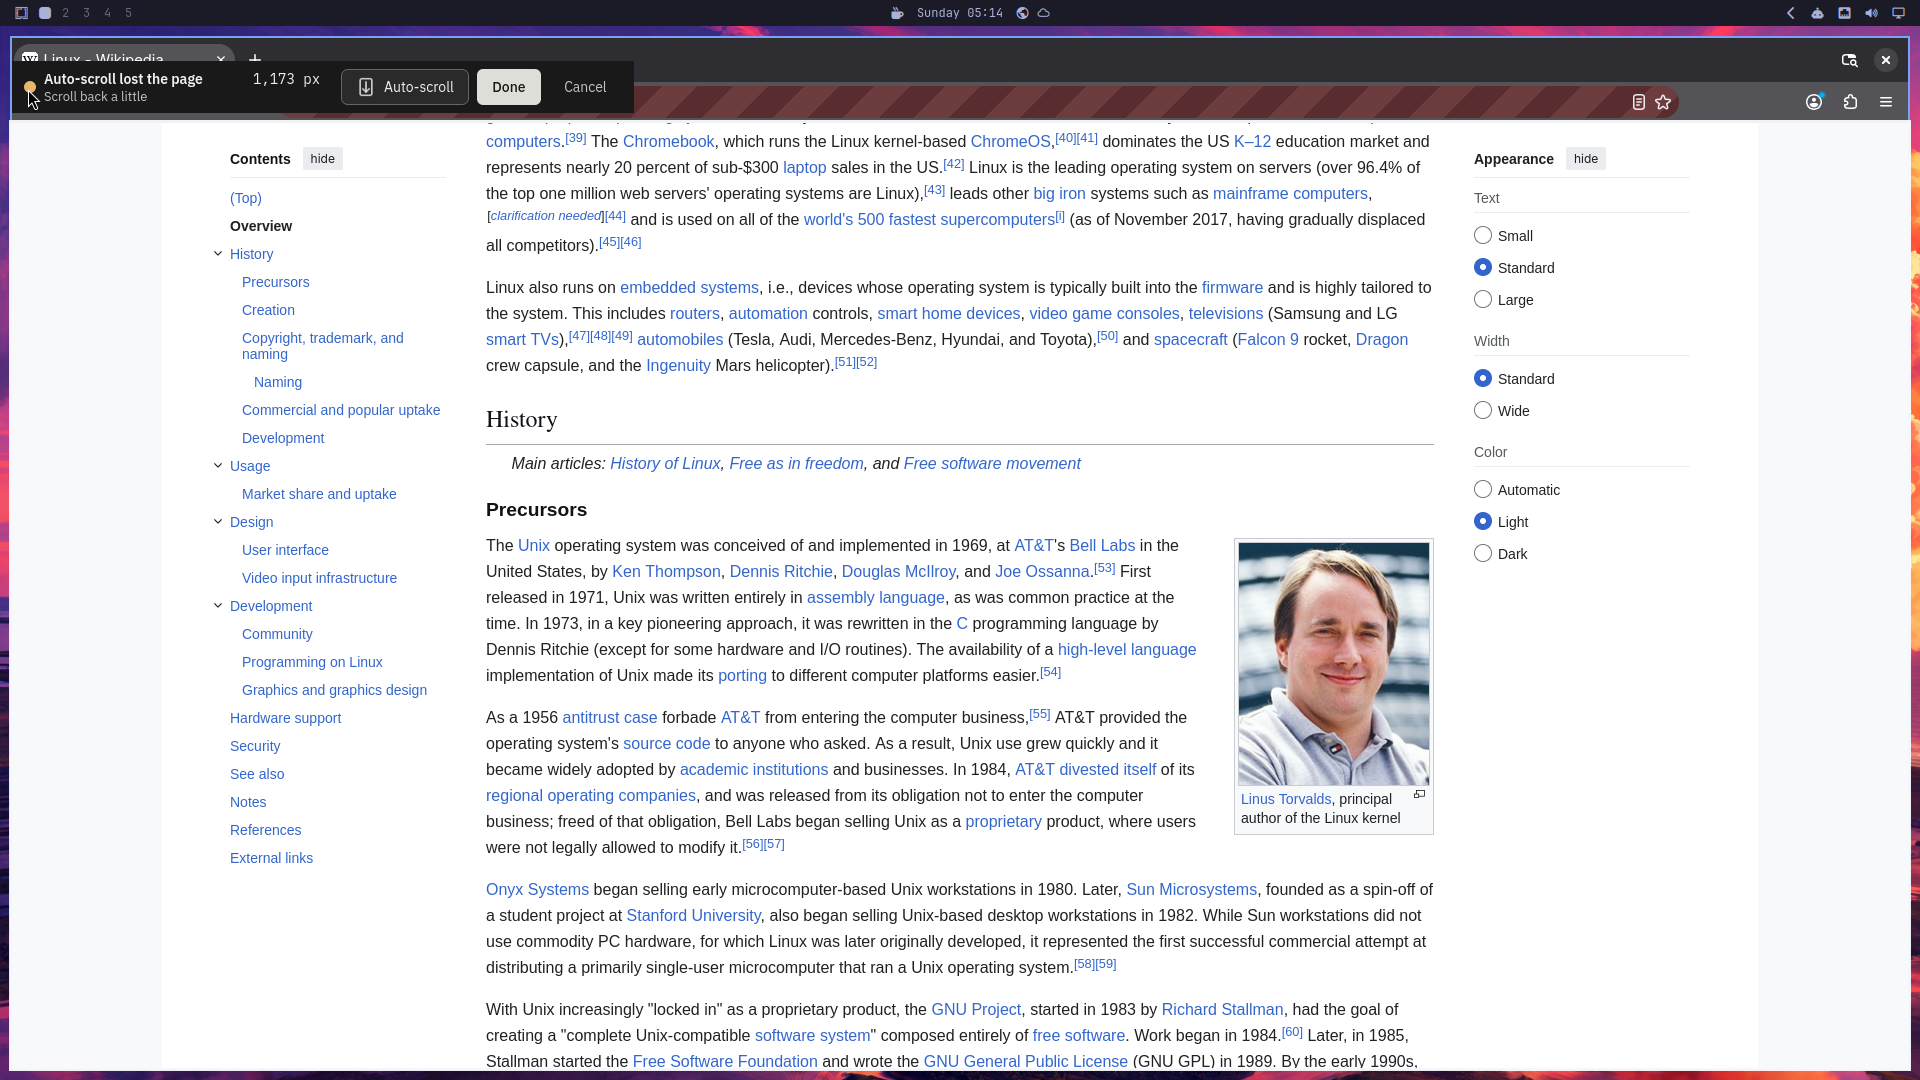 2 3 4 5
Sunday 05:14
Linux - Wikipedia
Auto-scroll lost the page
Scroll back a little
1,173 px
Auto-scroll
Done
Cancel
Contents
hide
(Top)
Overview
History
Precursors
Creation
Copyright, trademark, and
naming
Naming
Commercial and popular uptake
Development
Usage
Market share and uptake
Design
User interface
Video input infrastructure
Development
Community
Programming on Linux
Graphics and graphics design
Hardware support
Security
See also
Notes
References
External links
computers.[39] The Chromebook, which runs the Linux kernel-based ChromeOS,[40][41] dominates the US K–12 education market and
represents nearly 20 percent of sub-$300 laptop sales in the US.[42] Linux is the leading operating system on servers (over 96.4% of
the top one million web servers' operating systems are Linux),[43] leads other big iron systems such as mainframe computers,
[clarification needed][44] and is used on all of the world's 500 fastest supercomputers[i] (as of November 2017, having gradually displaced
all competitors).[45][46]
Linux also runs on embedded systems, i.e., devices whose operating system is typically built into the firmware and is highly tailored to
the system. This includes routers, automation controls, smart home devices, video game consoles, televisions (Samsung and LG
smart TVs),[47][48][49] automobiles (Tesla, Audi, Mercedes-Benz, Hyundai, and Toyota),[50] and spacecraft (Falcon 9 rocket, Dragon
crew capsule, and the Ingenuity Mars helicopter).[51][52]
History
Main articles: History of Linux, Free as in freedom, and Free software movement
Precursors
The Unix operating system was conceived of and implemented in 1969, at AT&T's Bell Labs in the
United States, by Ken Thompson, Dennis Ritchie, Douglas McIlroy, and Joe Ossanna.[53] First
released in 1971, Unix was written entirely in assembly language, as was common practice at the
time. In 1973, in a key pioneering approach, it was rewritten in the C programming language by
Dennis Ritchie (except for some hardware and I/O routines). The availability of a high-level language
implementation of Unix made its porting to different computer platforms easier.[54]
As a 1956 antitrust case forbade AT&T from entering the computer business,[55] AT&T provided the
operating system's source code to anyone who asked. As a result, Unix use grew quickly and it
became widely adopted by academic institutions and businesses. In 1984, AT&T divested itself of its
regional operating companies, and was released from its obligation not to enter the computer
business; freed of that obligation, Bell Labs began selling Unix as a proprietary product, where users
were not legally allowed to modify it.[56][57]
Linus Torvalds, principal
author of the Linux kernel
Onyx Systems began selling early microcomputer-based Unix workstations in 1980. Later, Sun Microsystems, founded as a spin-off of
a student project at Stanford University, also began selling Unix-based desktop workstations in 1982. While Sun workstations did not
use commodity PC hardware, for which Linux was later originally developed, it represented the first successful commercial attempt at
distributing a primarily single-user microcomputer that ran a Unix operating system.[58][59]
With Unix increasingly "locked in" as a proprietary product, the GNU Project, started in 1983 by Richard Stallman, had the goal of
creating a "complete Unix-compatible software system" composed entirely of free software. Work began in 1984.[60] Later, in 1985,
Stallman started the Free Software Foundation and wrote the GNU General Public License (GNU GPL) in 1989. By the early 1990s,
Appearance
hide
Text
Small
Standard
Large
Width
Standard
Wide
Color
Automatic
Light
Dark